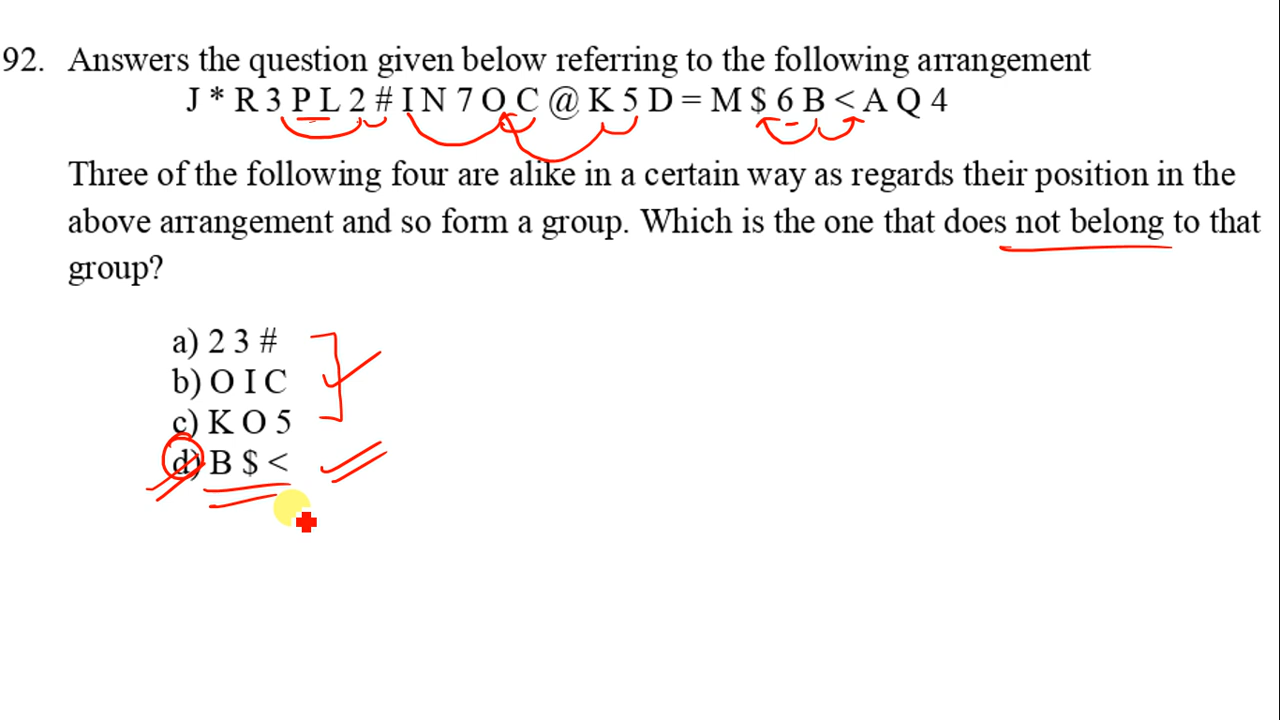 92. Answers the question given below referring to the following arrangement
J * R 3 P L 2 # I N 7 O C @ K 5 D = M $ 6 B < A Q 4
Three of the following four are alike in a certain way as regards their position in the
above arrangement and so form a group. Which is the one that does not belong to that
group?
a) 2 3 #
b) O I C
c) K O 5
d) B $ <